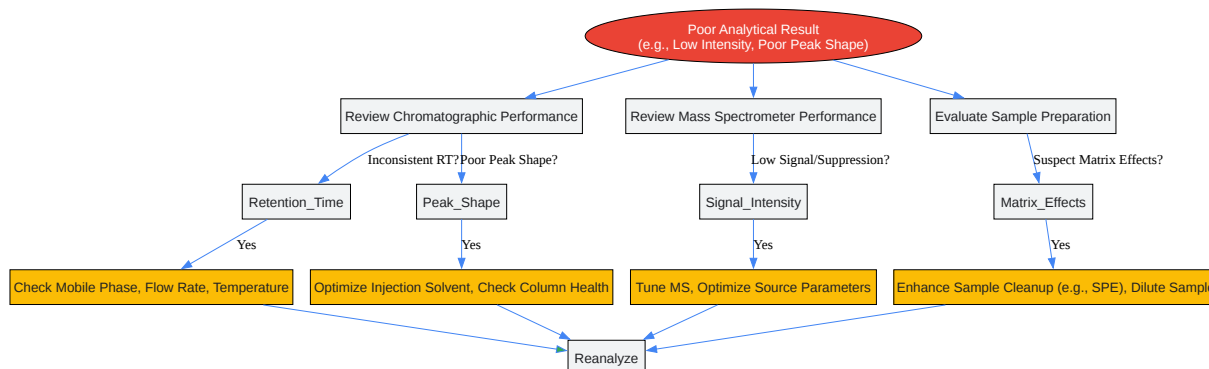 Poor Analytical Result
(e.g., Low Intensity, Poor Peak Shape)
Review Chromatographic Performance
Review Mass Spectrometer Performance
Evaluate Sample Preparation
Inconsistent RT?
Poor Peak Shape?
Low Signal/Suppression?
Suspect Matrix Effects?
Retention_Time
Peak_Shape
Signal_Intensity
Matrix_Effects
Yes
Yes
Yes
Yes
Check Mobile Phase, Flow Rate, Temperature
Optimize Injection Solvent, Check Column Health
Tune MS, Optimize Source Parameters
Enhance Sample Cleanup (e.g., SPE), Dilute Sample
Reanalyze